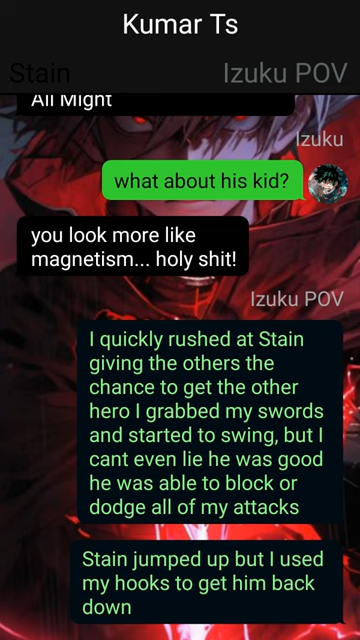 Kumar Ts
Stain
Izuku POV
All Might
Izuku
what about his kid?
you look more like
magnetism... holy shit!
Izuku POV
I quickly rushed at Stain
giving the others the
chance to get the other
hero I grabbed my swords
and started to swing, but I
cant even lie he was good
he was able to block or
dodge all of my attacks
Stain jumped up but I used
my hooks to get him back
down